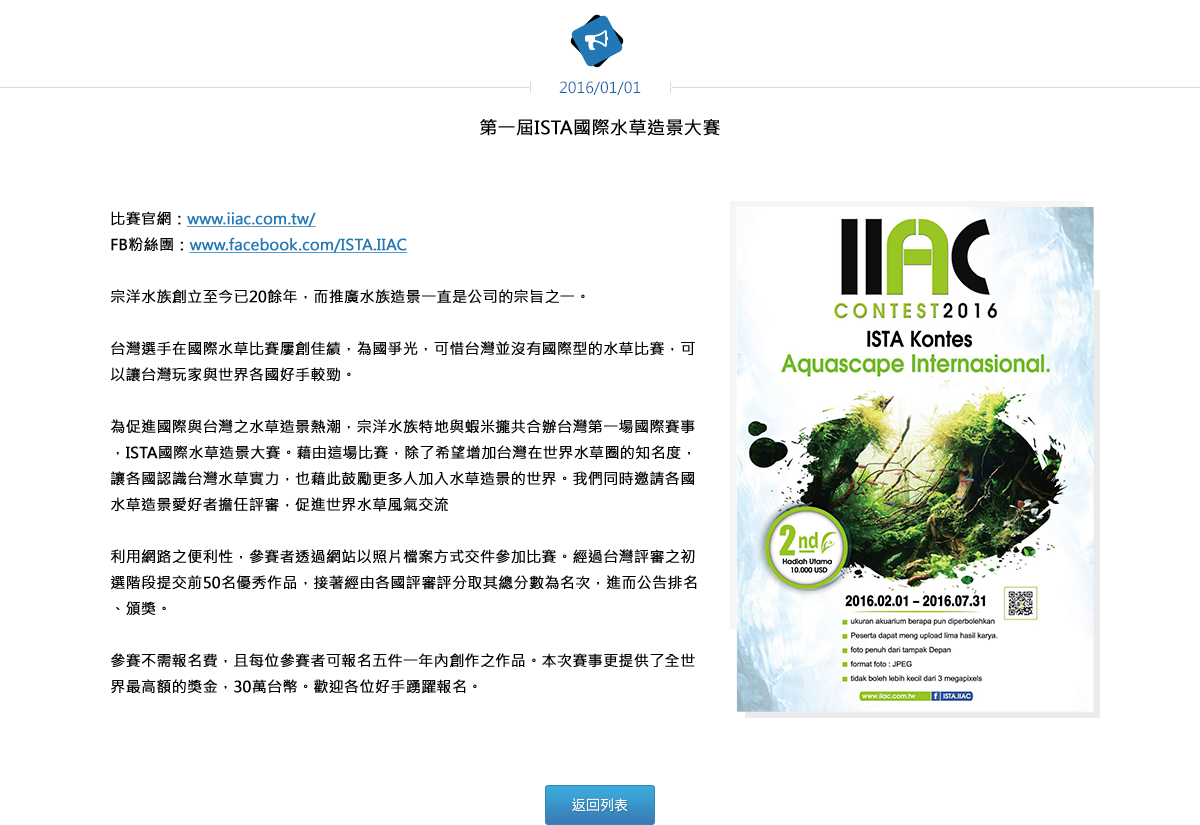 2016/01/01
第一屆ISTA國際水草造景大賽
比賽官網：www.iiac.com.tw/
FB粉絲團：www.facebook.com/ISTA.IIAC
宗洋水族創立至今已20餘年，而推廣水族造景一直是公司的宗旨之一。
台灣選手在國際水草比賽屢創佳績，為國爭光，可惜台灣並沒有國際型的水草比賽，可
以讓台灣玩家與世界各國好手較勁。
為促進國際與台灣之水草造景熱潮，宗洋水族特地與蝦米攤共合辦台灣第一場國際賽事
，ISTA國際水草造景大賽。藉由這場比賽，除了希望增加台灣在世界水草圈的知名度，
讓各國認識台灣水草實力，也藉此鼓勵更多人加入水草造景的世界。我們同時邀請各國
水草造景愛好者擔任評審，促進世界水草風氣交流
利用網路之便利性，參賽者透過網站以照片檔案方式交件參加比賽。經過台灣評審之初
選階段提交前50名優秀作品，接著經由各國評審評分取其總分數為名次，進而公告排名
、頒獎。
參賽不需報名費，且每位參賽者可報名五件一年內創作之作品。本次賽事更提供了全世
界最高額的獎金，30萬台幣。歡迎各位好手踴躍報名。
IIAC
CONTEST2016
ISTA Kontes
Aquascape Internasional.
2nd
Hadiah Utama
10.000 USD
2016.02.01 – 2016.07.31
ukuran akuarium berapa pun diperbolehkan
Peserta dapat meng upload lima hasil karya.
foto penuh dari tampak Depan
format foto : JPEG
tidak boleh lebih kecil dari 3 megapixels
www.iiac.com.tw f ISTA.IIAC
返回列表